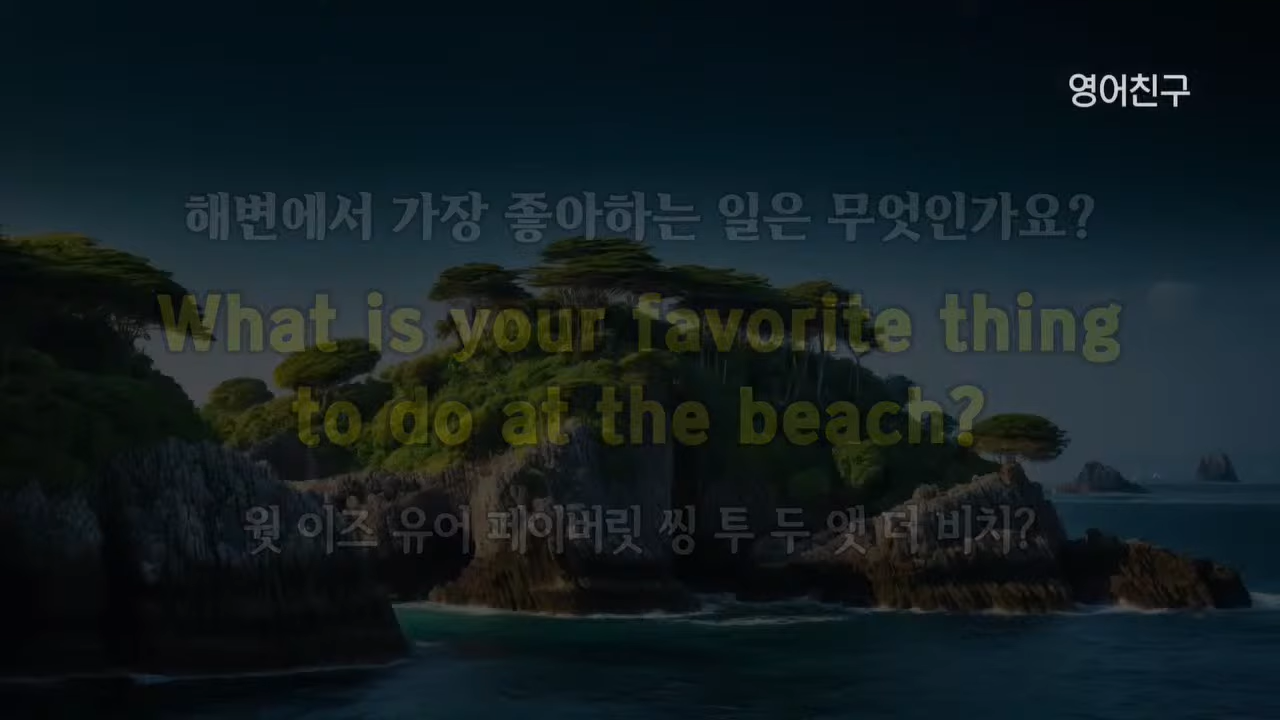 영어친구
해변에서 가장 좋아하는 일은 무엇인가요?
What is your favorite thing
to do at the beach?
웟 이즈 유어 페이버릿 씽 투 두 앳 더 비치?